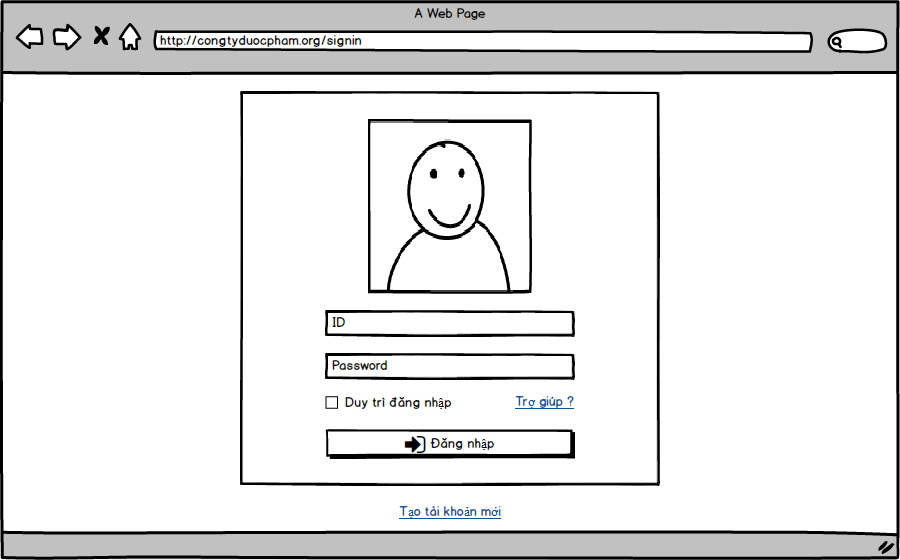 A Web Page
http://congtyduocpham.org/signin
ID
Password
Duy trì đăng nhập
Trợ giúp ?
Đăng nhập
Tạo tài khoản mới